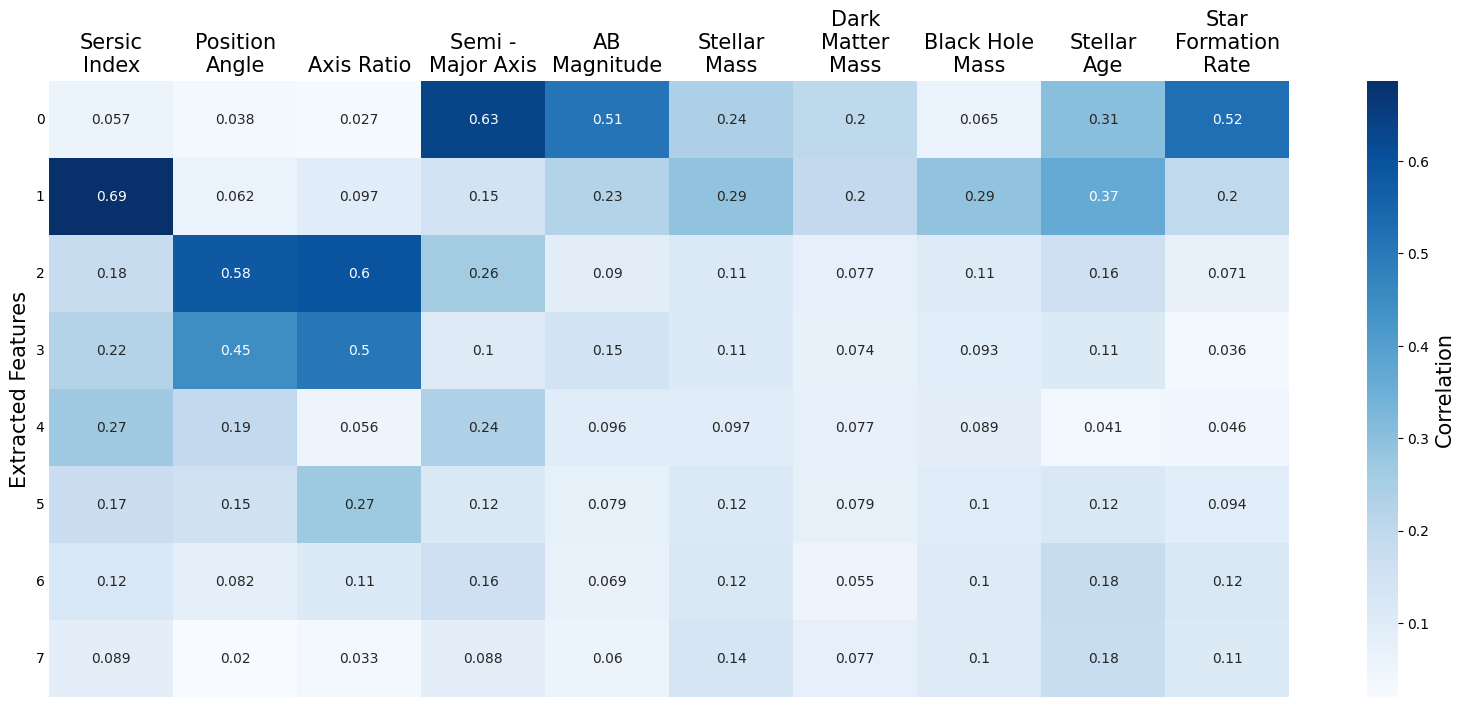 Sersic Index
Position Angle
Axis Ratio
Semi - Major Axis
AB Magnitude
Stellar Mass
Dark Matter Mass
Black Hole Mass
Stellar Age
Star Formation Rate
Extracted Features
0 0.057 0.038 0.027 0.63 0.51 0.24 0.2 0.065 0.31 0.52
1 0.69 0.062 0.097 0.15 0.23 0.29 0.2 0.29 0.37 0.2
2 0.18 0.58 0.6 0.26 0.09 0.11 0.077 0.11 0.16 0.071
3 0.22 0.45 0.5 0.1 0.15 0.11 0.074 0.093 0.11 0.036
4 0.27 0.19 0.056 0.24 0.096 0.097 0.077 0.089 0.041 0.046
5 0.17 0.15 0.27 0.12 0.079 0.12 0.079 0.1 0.12 0.094
6 0.12 0.082 0.11 0.16 0.069 0.12 0.055 0.1 0.18 0.12
7 0.089 0.02 0.033 0.088 0.06 0.14 0.077 0.1 0.18 0.11
0.6
0.5
0.4
0.3
0.2
0.1
Correlation